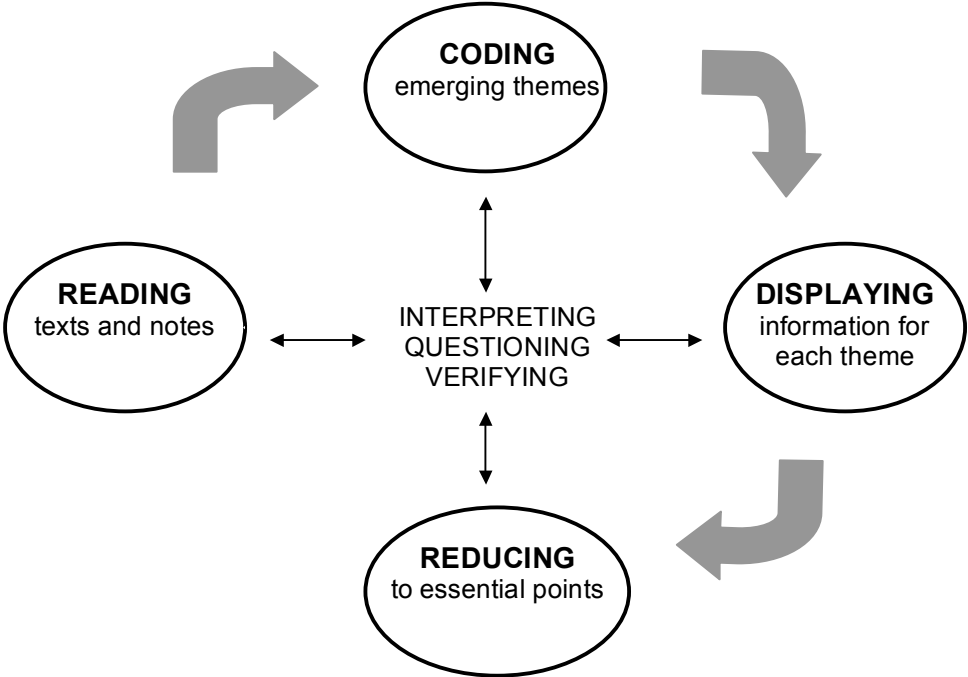 CODING
emerging themes
READING
texts and notes
INTERPRETING
QUESTIONING
VERIFYING
DISPLAYING
information for
each theme
REDUCING
to essential points